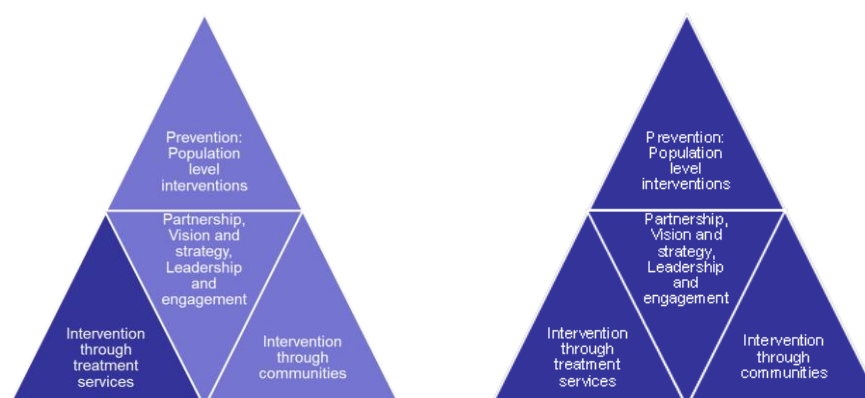 Prevention:
Population
level
interventions
Partnership,
Vision and
strategy,
Leadership
and
engagement
Intervention
through
treatment
services
Intervention
through
communities
Prevention:
Population
level
interventions
Partnership,
Vision and
strategy,
Leadership
and
engagement
Intervention
through
treatment
services
Intervention
through
communities